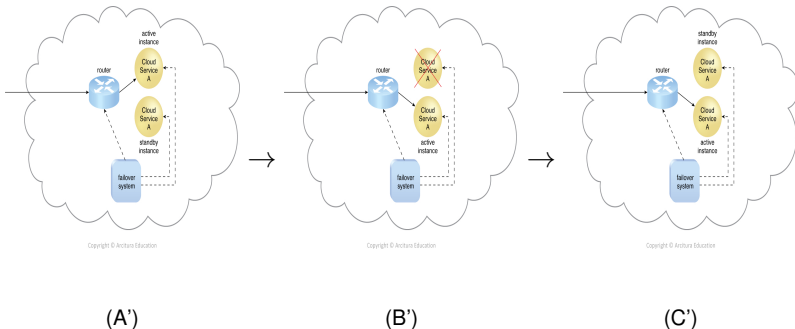 active
instance
router
Cloud
Service
A
Cloud
Service
A
standby
instance
failover
system
Copyright © Arcitura Education
(A')
→
router
Cloud
Service
A
Cloud
Service
A
active
instance
failover
system
Copyright © Arcitura Education
(B')
→
standby
instance
router
Cloud
Service
A
Cloud
Service
A
active
instance
failover
system
Copyright © Arcitura Education
(C')